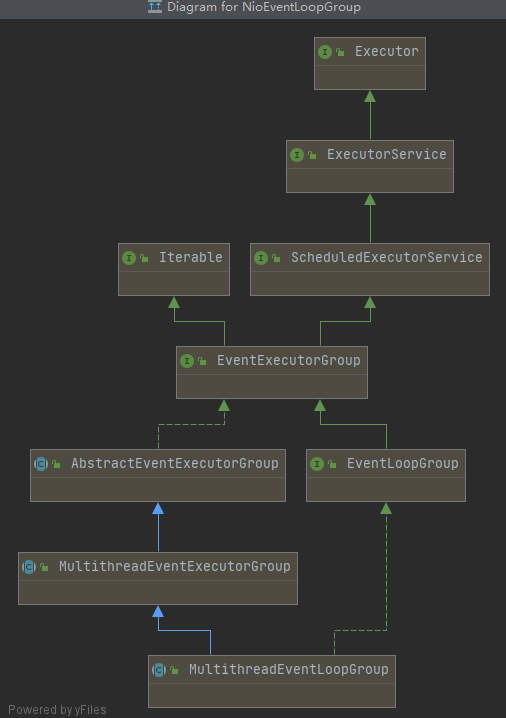 Diagram for NioEventLoopGroup
I Executor
I ExecutorService
I Iterable
I ScheduledExecutorService
I EventExecutorGroup
C AbstractEventExecutorGroup
I EventLoopGroup
C MultithreadEventExecutorGroup
C MultithreadEventLoopGroup
Powered by yFiles